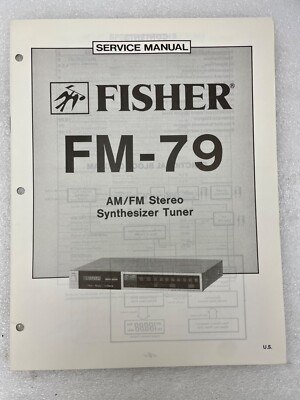 SERVICE MANUAL
FISHER®
FM-79
AM/FM Stereo
Synthesizer Tuner
U.S.